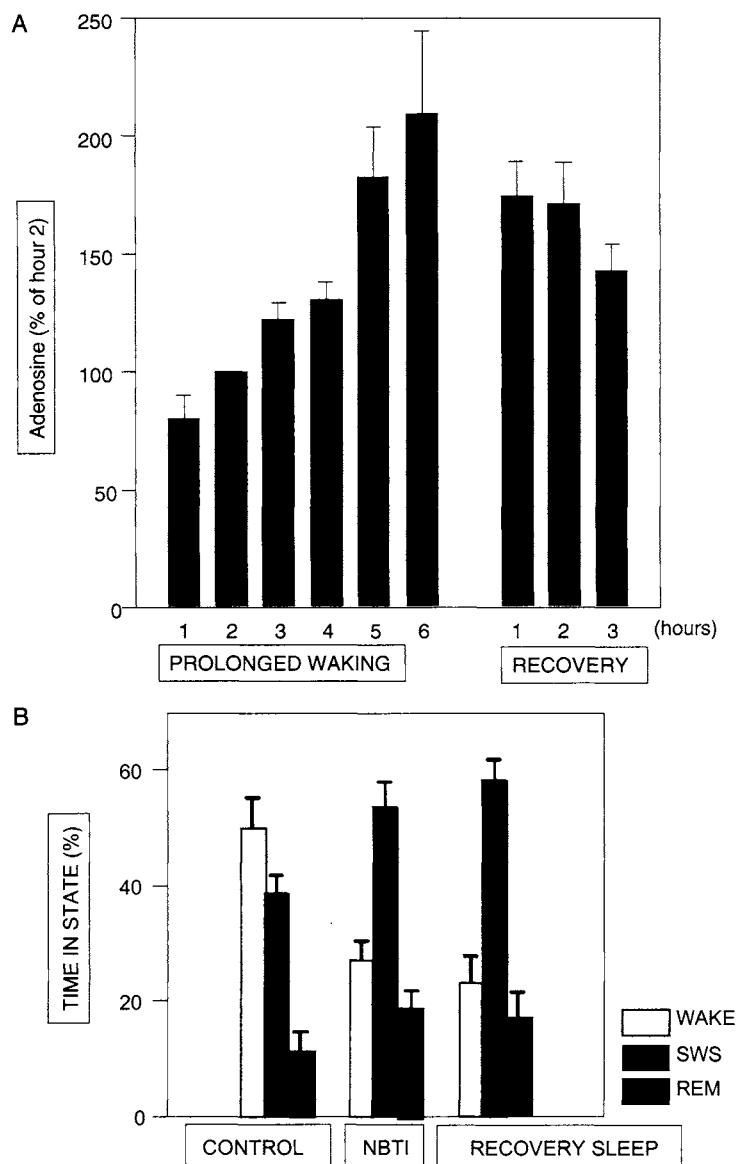 A
250
200
150
100
50
0
Adenosine (% of hour 2)
1 2 3 4 5 6 1 2 3 (hours)
PROLONGED WAKING RECOVERY
B
60
40
20
0
TIME IN STATE (%)
WAKE
SWS
REM
CONTROL NBTI RECOVERY SLEEP